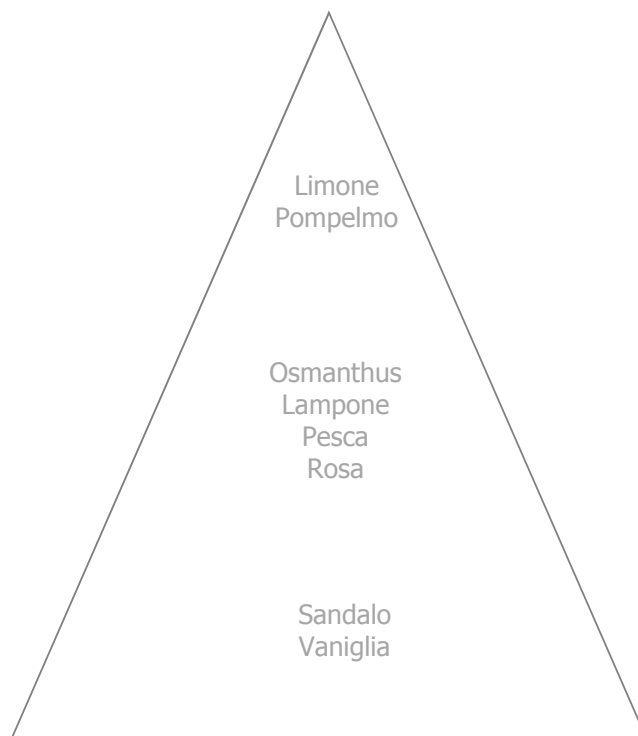 Limone
Pompelmo
Osmanthus
Lampone
Pesca
Rosa
Sandalo
Vaniglia